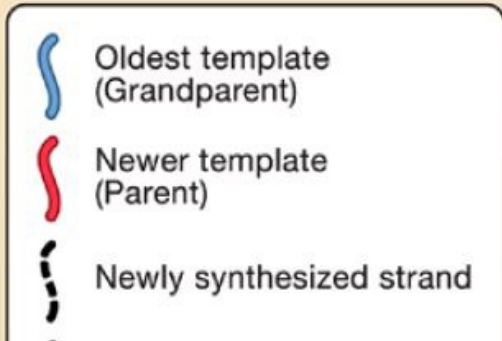 Oldest template
(Grandparent)
Newer template
(Parent)
Newly synthesized strand